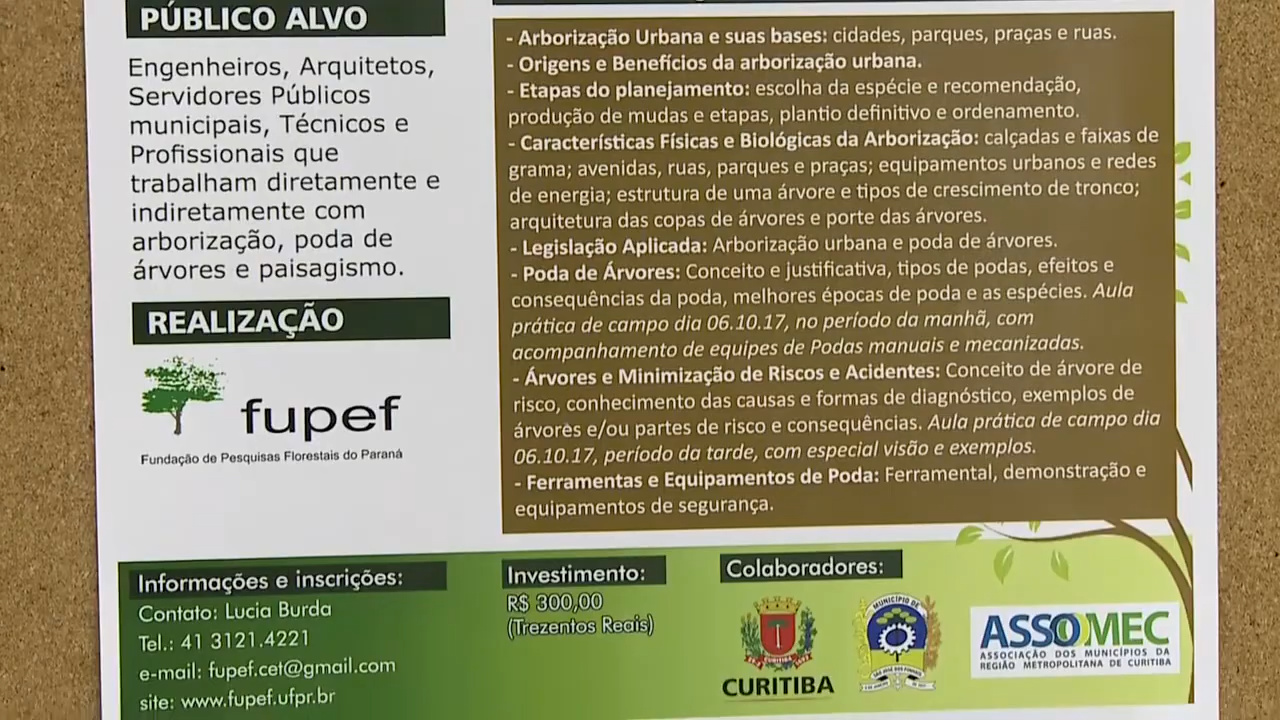 PÚBLICO ALVO
Engenheiros, Arquitetos,
Servidores Públicos
municipais, Técnicos e
Profissionais que
trabalham diretamente e
indiretamente com
arborização, poda de
árvores e paisagismo.
REALIZAÇÃO
fupef
Fundação de Pesquisas Florestais do Paraná
- Arborização Urbana e suas bases: cidades, parques, praças e ruas.
- Origens e Benefícios da arborização urbana.
- Etapas do planejamento: escolha da espécie e recomendação,
produção de mudas e etapas, plantio definitivo e ordenamento.
- Características Físicas e Biológicas da Arborização: calçadas e faixas de
grama; avenidas, ruas, parques e praças; equipamentos urbanos e redes
de energia; estrutura de uma árvore e tipos de crescimento de tronco;
arquitetura das copas de árvores e porte das árvores.
- Legislação Aplicada: Arborização urbana e poda de árvores.
- Poda de Árvores: Conceito e justificativa, tipos de podas, efeitos e
consequências da poda, melhores épocas de poda e as espécies. Aula
prática de campo dia 06.10.17, no período da manhã, com
acompanhamento de equipes de Podas manuais e mecanizadas.
- Árvores e Minimização de Riscos e Acidentes: Conceito de árvore de
risco, conhecimento das causas e formas de diagnóstico, exemplos de
árvores e/ou partes de risco e consequências. Aula prática de campo dia
06.10.17, período da tarde, com especial visão e exemplos.
- Ferramentas e Equipamentos de Poda: Ferramental, demonstração e
equipamentos de segurança.
Informações e inscrições:
Contato: Lucia Burda
Tel.: 41 3121.4221
e-mail: fupef.cet@gmail.com
site: www.fupef.ufpr.br
Investimento:
R$ 300,00
(Trezentos Reais)
Colaboradores:
CURITIBA
CURITIBA
MUNICÍPIO DE
SÃO JOSÉ DOS PINHAIS
ASSOMEC
ASSOCIAÇÃO DOS MUNICÍPIOS DA
REGIÃO METROPOLITANA DE CURITIBA